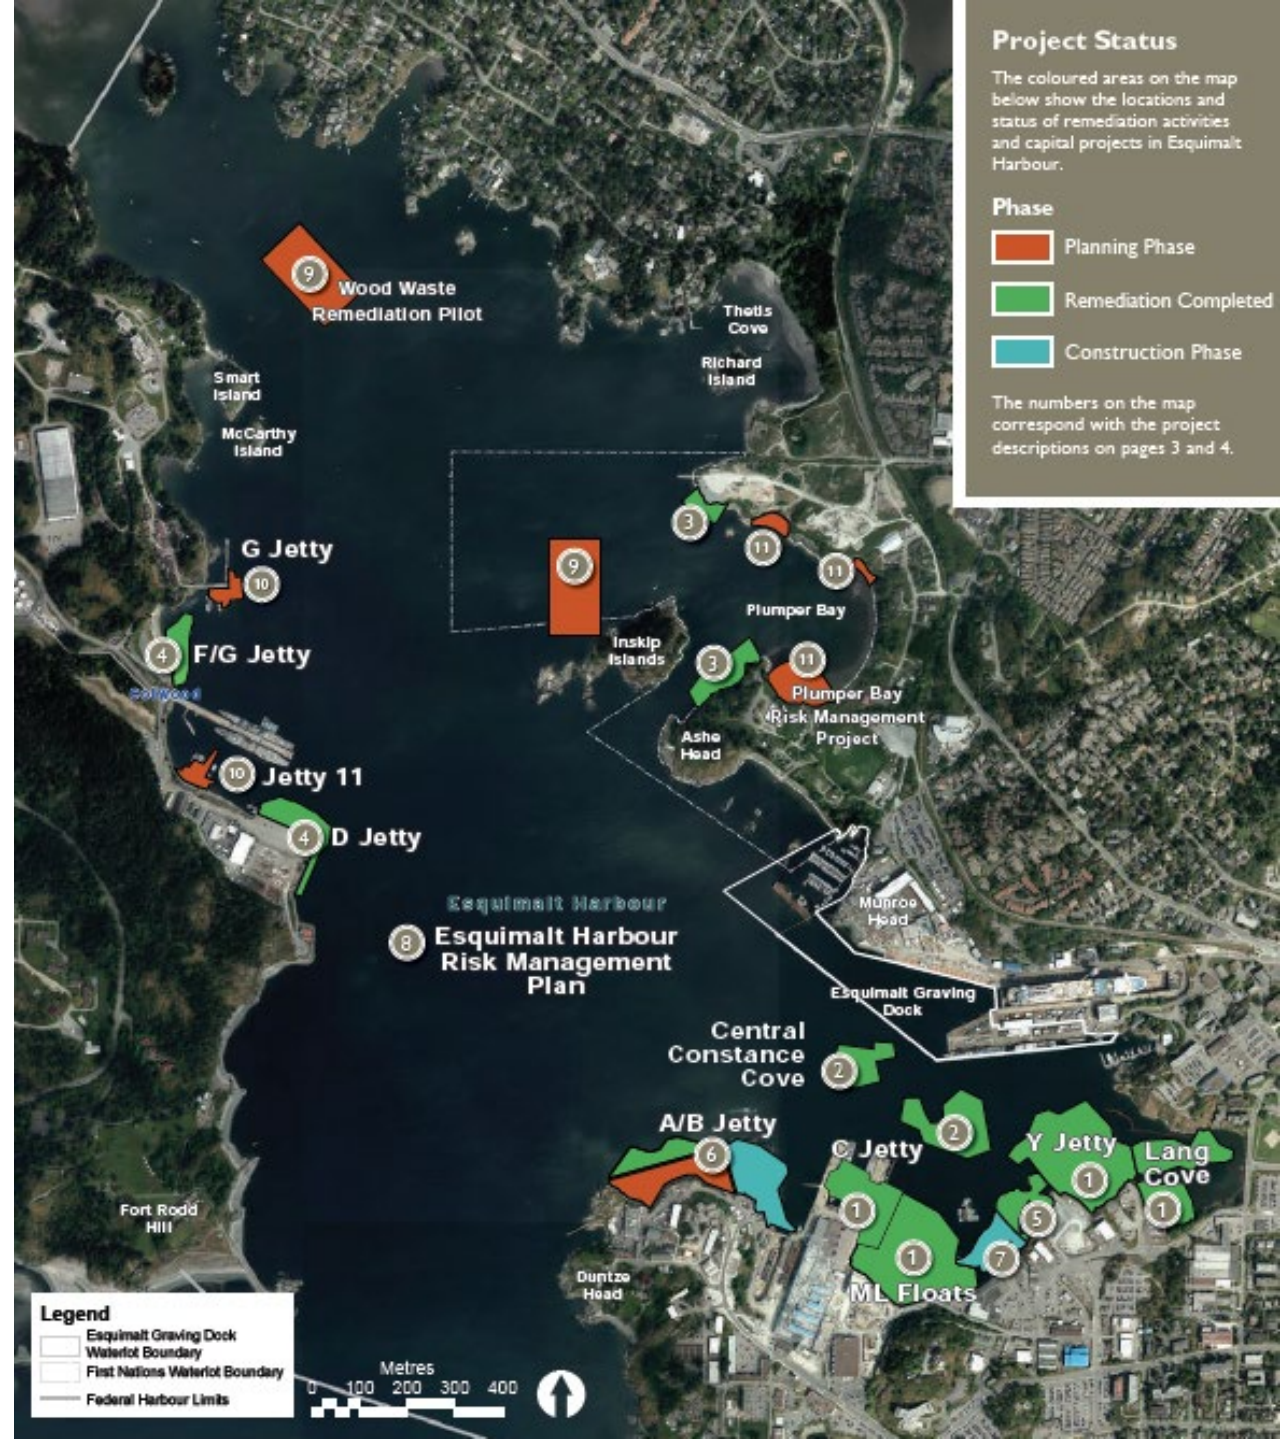 Project Status
The coloured areas on the map
below show the locations and
status of remediation activities
and capital projects in Esquimalt
Harbour.
Phase
Planning Phase
Remediation Completed
Construction Phase
The numbers on the map
correspond with the project
descriptions on pages 3 and 4.
9
Wood Waste
Remediation Pilot
Thetis
Cove
Richard
Island
Smart
Island
McCarthy
Island
3
11
11
9
G Jetty
10
Plumper Bay
Inskip
Islands
4
F/G Jetty
3
11
Colwood
Plumper Bay
Risk Management
Project
Ashe
Head
10
Jetty 11
4
D Jetty
Munroe
Head
Esquimalt Harbour
8
Esquimalt Harbour
Risk Management
Plan
Esquimalt Graving
Dock
Central
Constance
Cove
2
A/B Jetty
6
2
C Jetty
Y Jetty
Lang
Cove
1
1
1
5
1
7
ML Floats
Fort Rodd
Hill
Duntze
Head
Legend
Esquimalt Graving Dock
Waterlot Boundary
First Nations Waterlot Boundary
Federal Harbour Limits
Metres
0 100 200 300 400